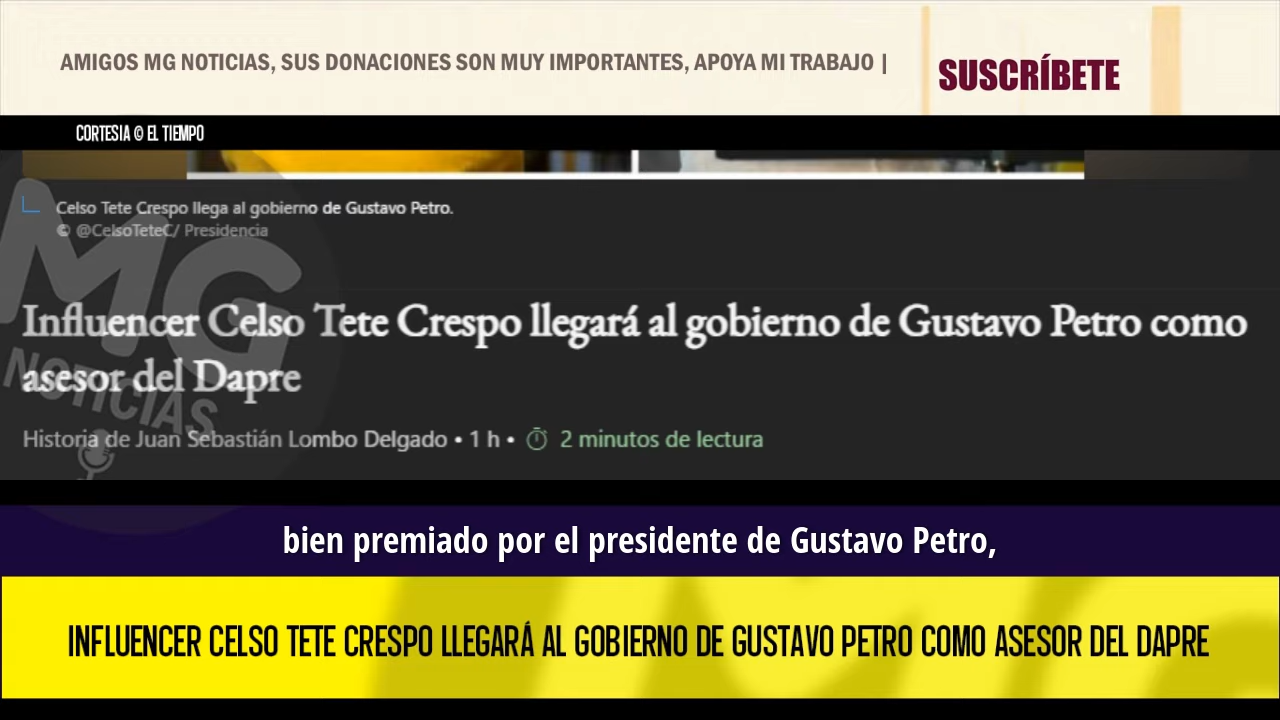 AMIGOS MG NOTICIAS, SUS DONACIONES SON MUY IMPORTANTES, APOYA MI TRABAJO |
SUSCRÍBETE
CORTESIA © EL TIEMPO
Celso Tete Crespo llega al gobierno de Gustavo Petro.
© @CelsoTeteC/ Presidencia
MG
NOTICIAS
Influencer Celso Tete Crespo llegará al gobierno de Gustavo Petro como
asesor del Dapre
Historia de Juan Sebastián Lombo Delgado • 1 h • 2 minutos de lectura
bien premiado por el presidente de Gustavo Petro,
INFLUENCER CELSO TETE CRESPO LLEGARÁ AL GOBIERNO DE GUSTAVO PETRO COMO ASESOR DEL DAPRE